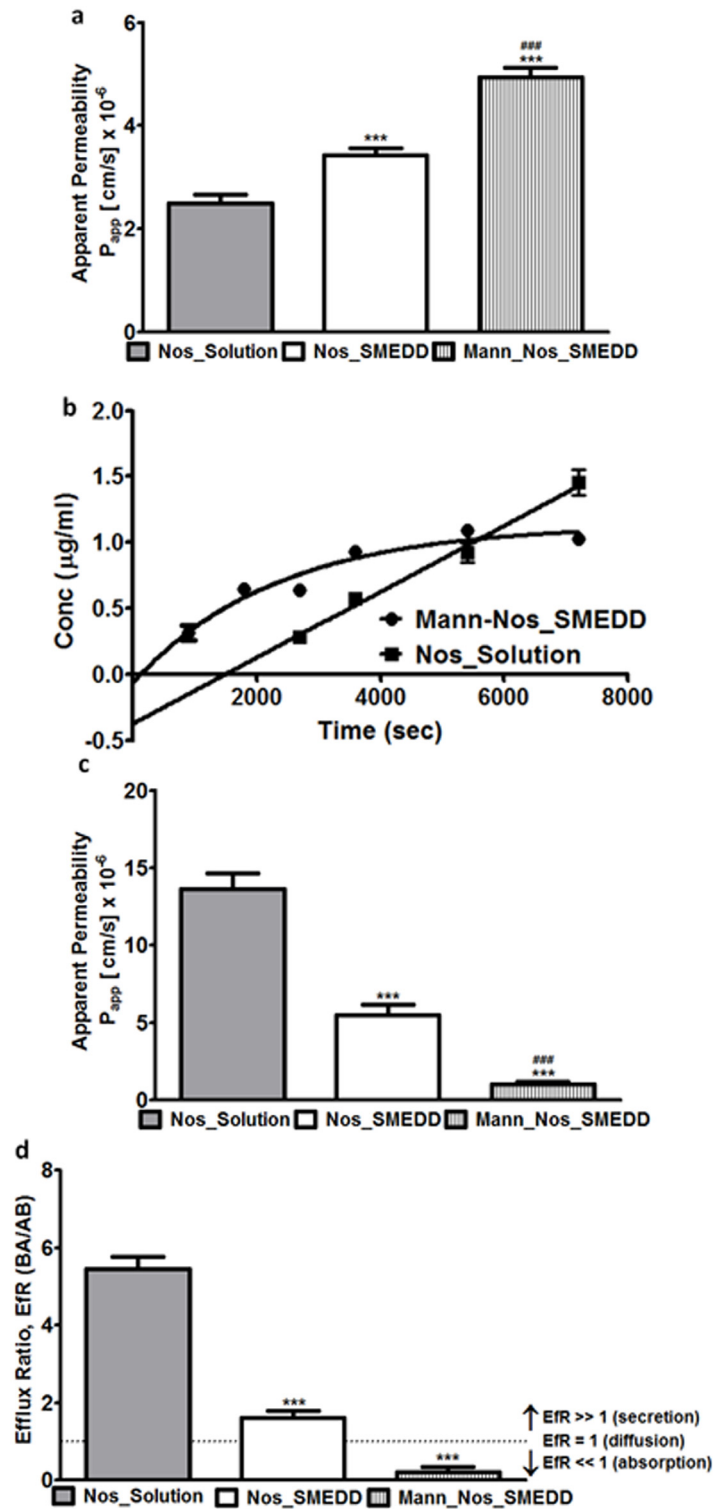 a
Apparent Permeability
Papp [ cm/s] x 10-6
6
4
2
0
***
###
***
Nos_Solution Nos_SMEDD Mann_Nos_SMEDD
b
Conc (µg/ml)
2.0
1.5
1.0
0.5
0.0
-0.5
2000 4000 6000 8000
Mann-Nos_SMEDD
Nos_Solution
Time (sec)
c
Apparent Permeability
Papp [ cm/s] x 10-6
20
15
10
5
0
***
###
***
Nos_Solution Nos_SMEDD Mann_Nos_SMEDD
d
Efflux Ratio, EfR (BA/AB)
8
6
4
2
0
***
***
EfR >> 1 (secretion)
EfR = 1 (diffusion)
EfR << 1 (absorption)
Nos_Solution Nos_SMEDD Mann_Nos_SMEDD